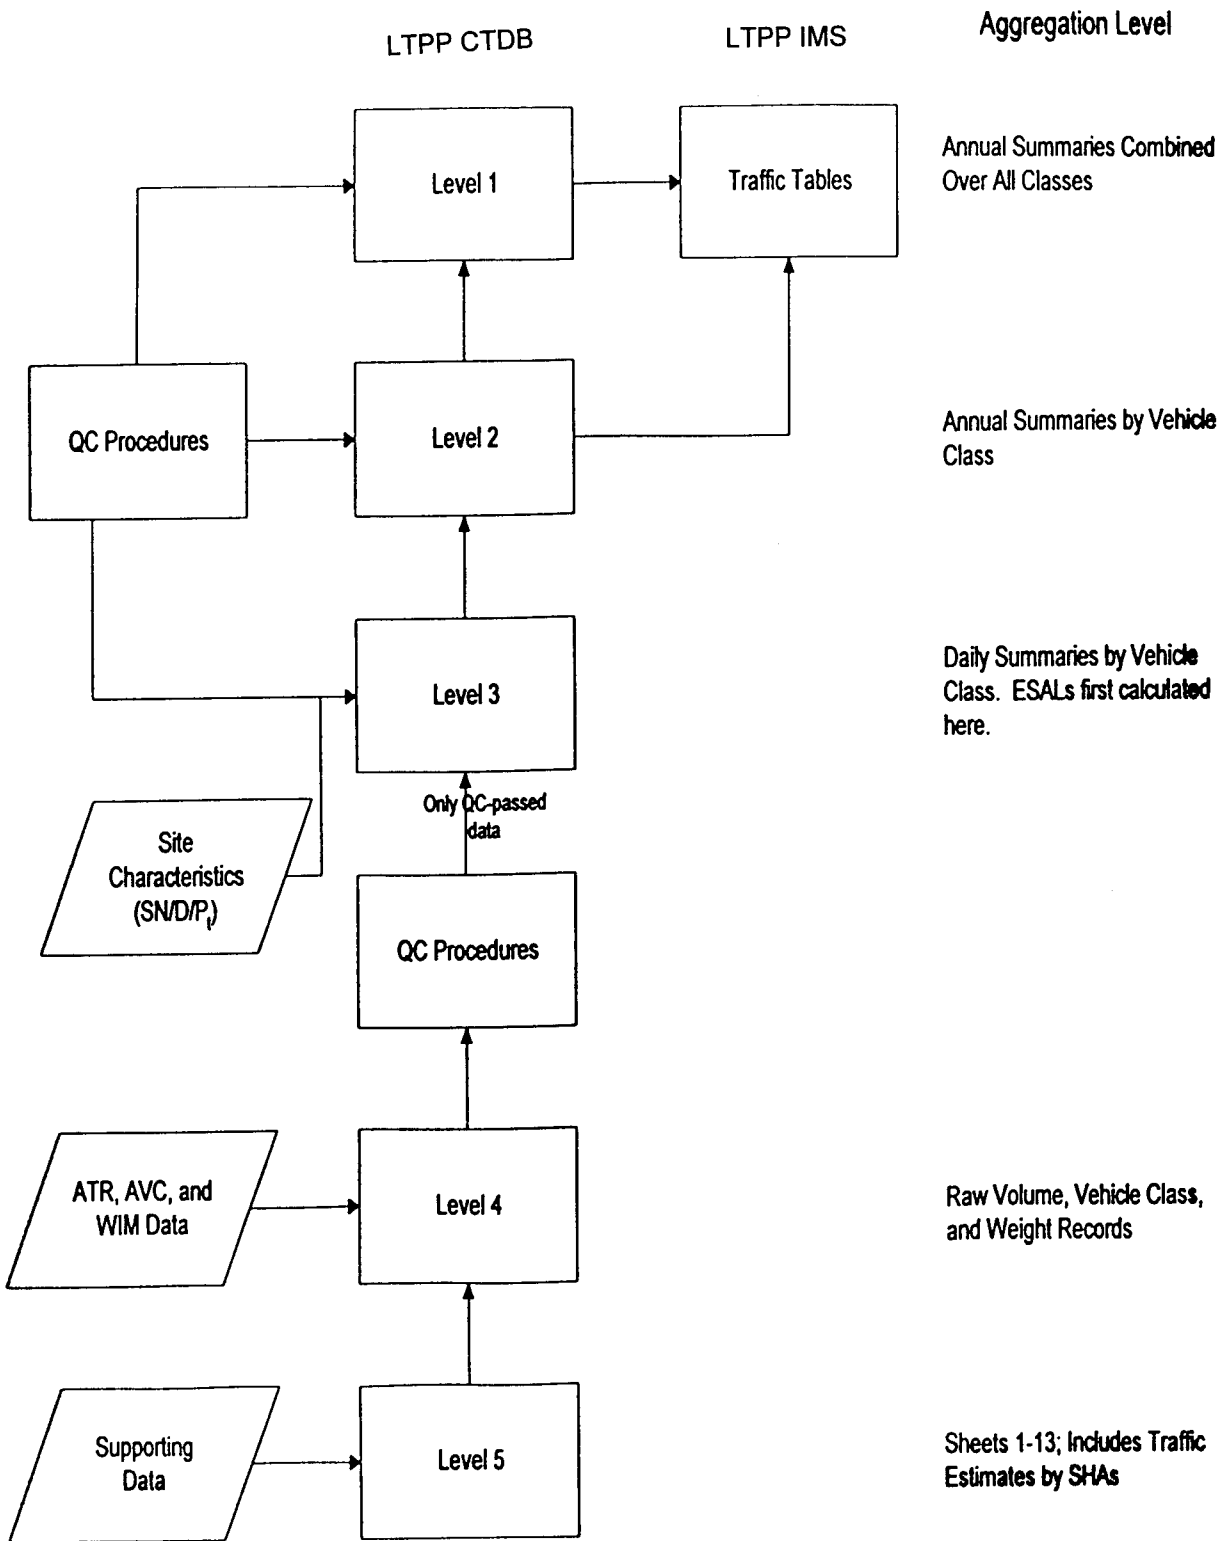 LTPP CTDB
LTPP IMS
Aggregation Level
Level 1
Traffic Tables
Annual Summaries Combined
Over All Classes
QC Procedures
Level 2
Annual Summaries by Vehicle
Class
Level 3
Daily Summaries by Vehicle
Class. ESALs first calculated
here.
Only QC-passed
data
Site
Characteristics
(SN/D/Pt)
QC Procedures
ATR, AVC, and
WIM Data
Level 4
Raw Volume, Vehicle Class,
and Weight Records
Supporting
Data
Level 5
Sheets 1-13; Includes Traffic
Estimates by SHAs